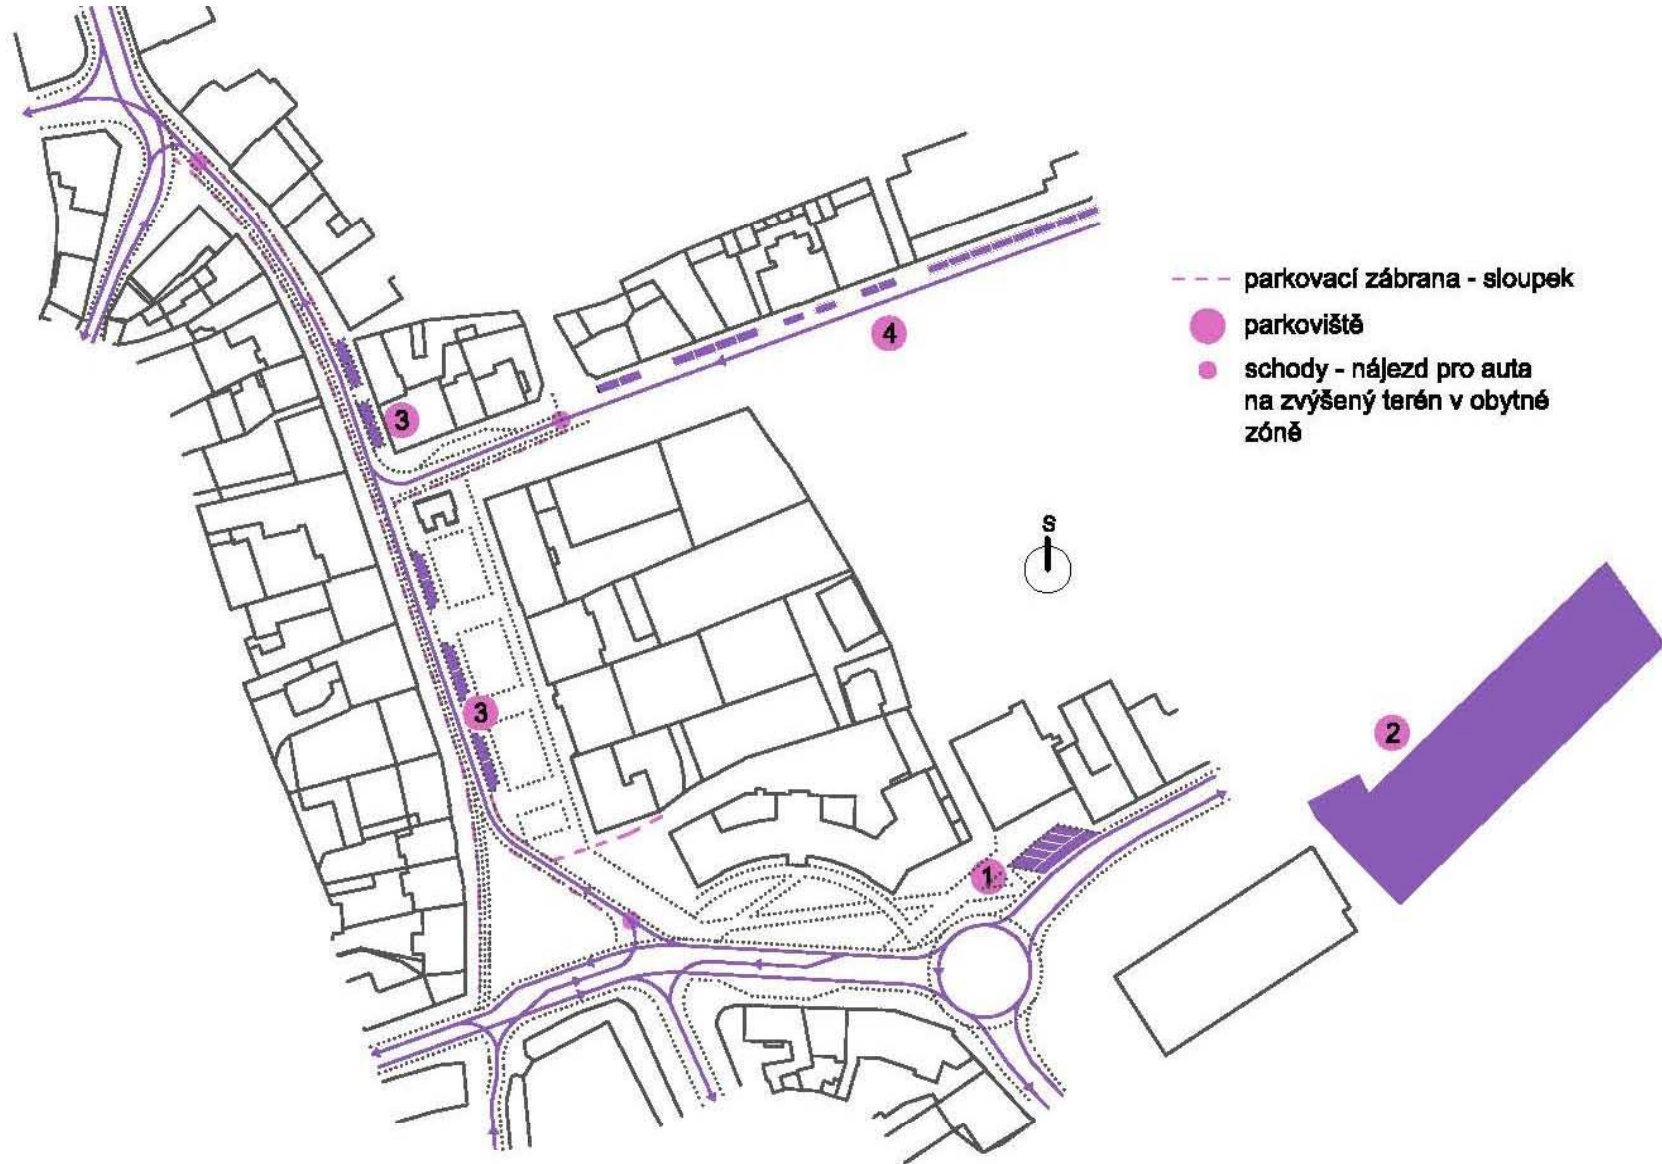 parkovací zábrana - sloupek
4
parkoviště
schody - nájezd pro auta
na zvýšený terén v obytné
zóně
3
S
3
2
1